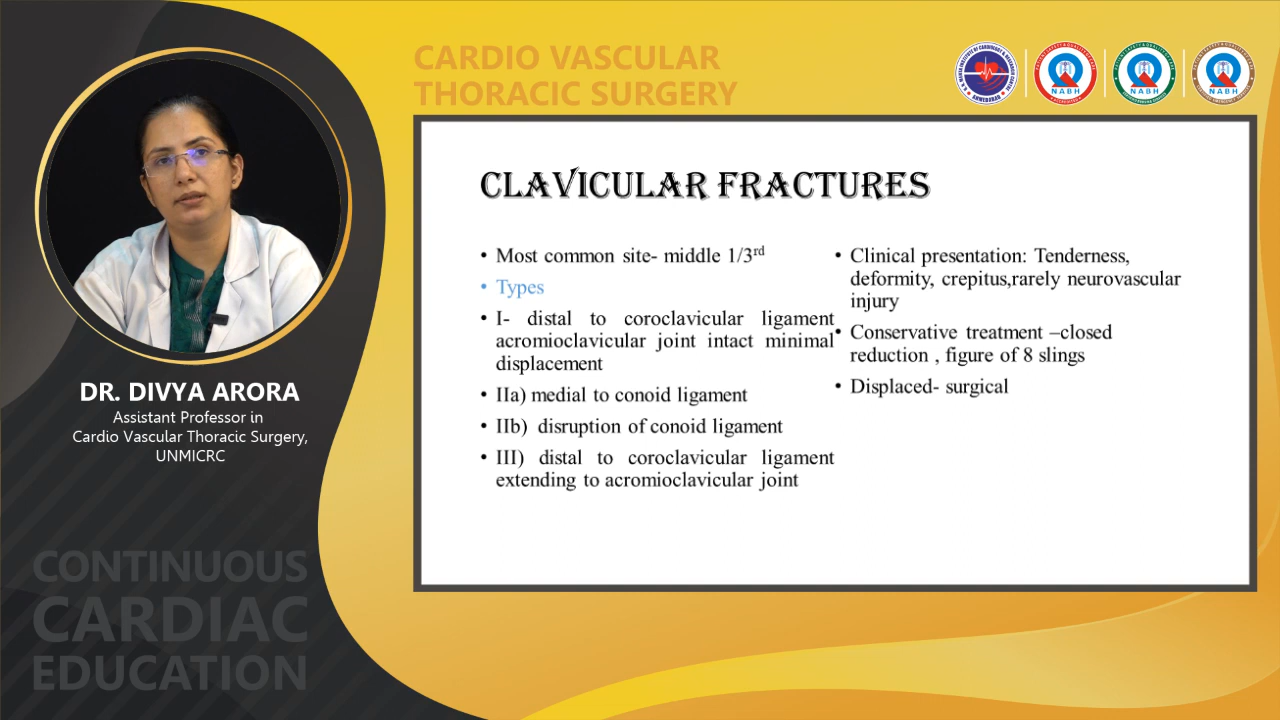 CARDIO VASCULAR
THORACIC SURGERY
NABH
NABH
NABH
CLAVICULAR FRACTURES
• Most common site- middle 1/3rd
• Types
• I- distal to coroclavicular ligament
acromioclavicular joint intact minimal
displacement
• IIa) medial to conoid ligament
• IIb) disruption of conoid ligament
• III) distal to coroclavicular ligament
extending to acromioclavicular joint
• Clinical presentation: Tenderness,
deformity, crepitus,rarely neurovascular
injury
• Conservative treatment –closed
reduction , figure of 8 slings
• Displaced- surgical
DR. DIVYA ARORA
Assistant Professor in
Cardio Vascular Thoracic Surgery,
UNMICRC
CONTINUOUS
CARDIAC
EDUCATION